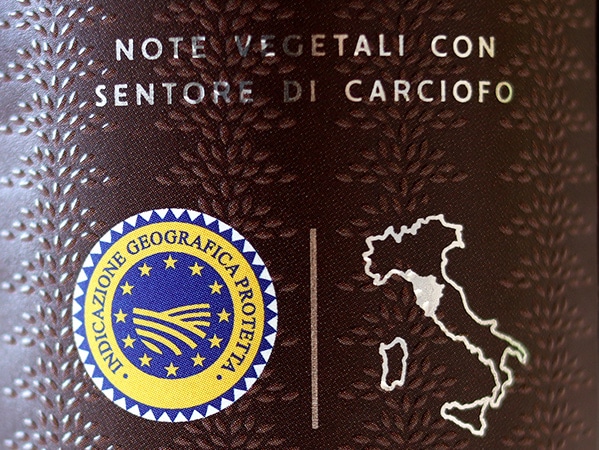 NOTE VEGETALI CON
SENTORE DI CARCIOFO
INDICAZIONE GEOGRAFICA PROTETTA